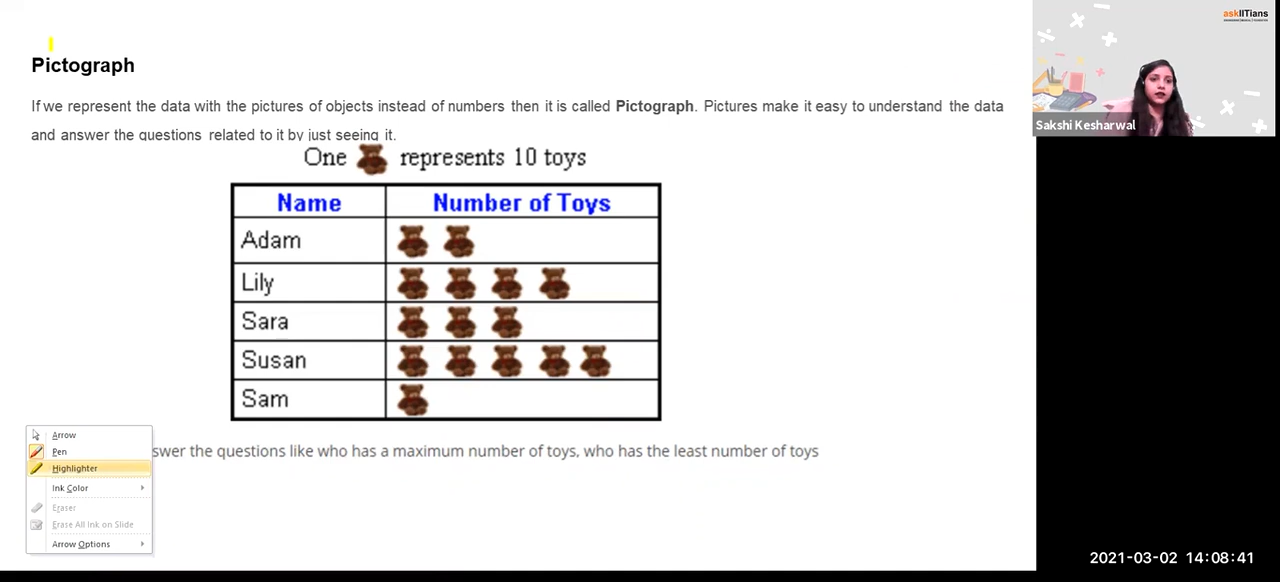 Pictograph
If we represent the data with the pictures of objects instead of numbers then it is called Pictograph. Pictures make it easy to understand the data
and answer the questions related to it by just seeing it.
One represents 10 toys
Name Number of Toys
Adam
Lily
Sara
Susan
Sam
swer the questions like who has a maximum number of toys, who has the least number of toys
Arrow
Pen
Highlighter
Ink Color
Eraser
Erase All Ink on Slide
Arrow Options
askIITians
Sakshi Kesharwal
2021-03-02 14:08:41